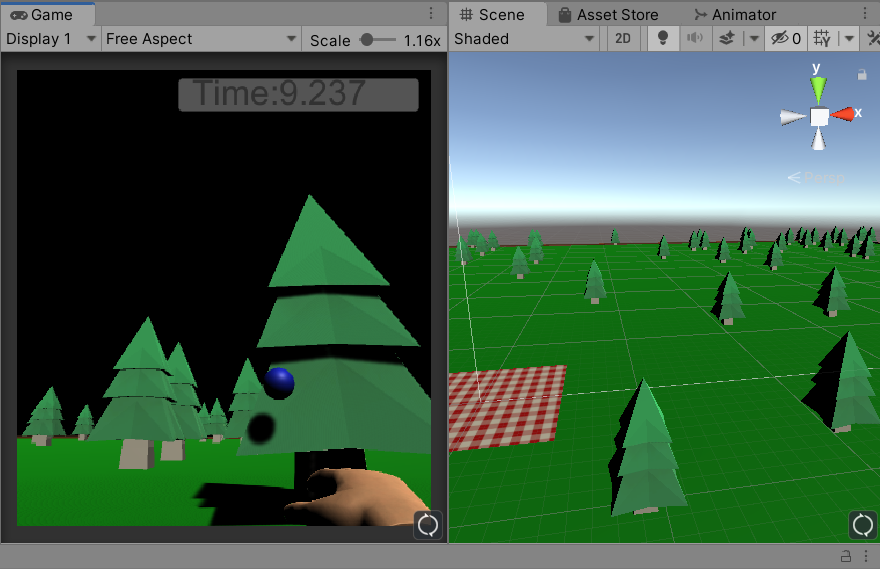 Game
Display 1
Free Aspect
Scale
1.16x
Time:9.237
Scene
Asset Store
Animator
Shaded
2D
0
y
x
Persp